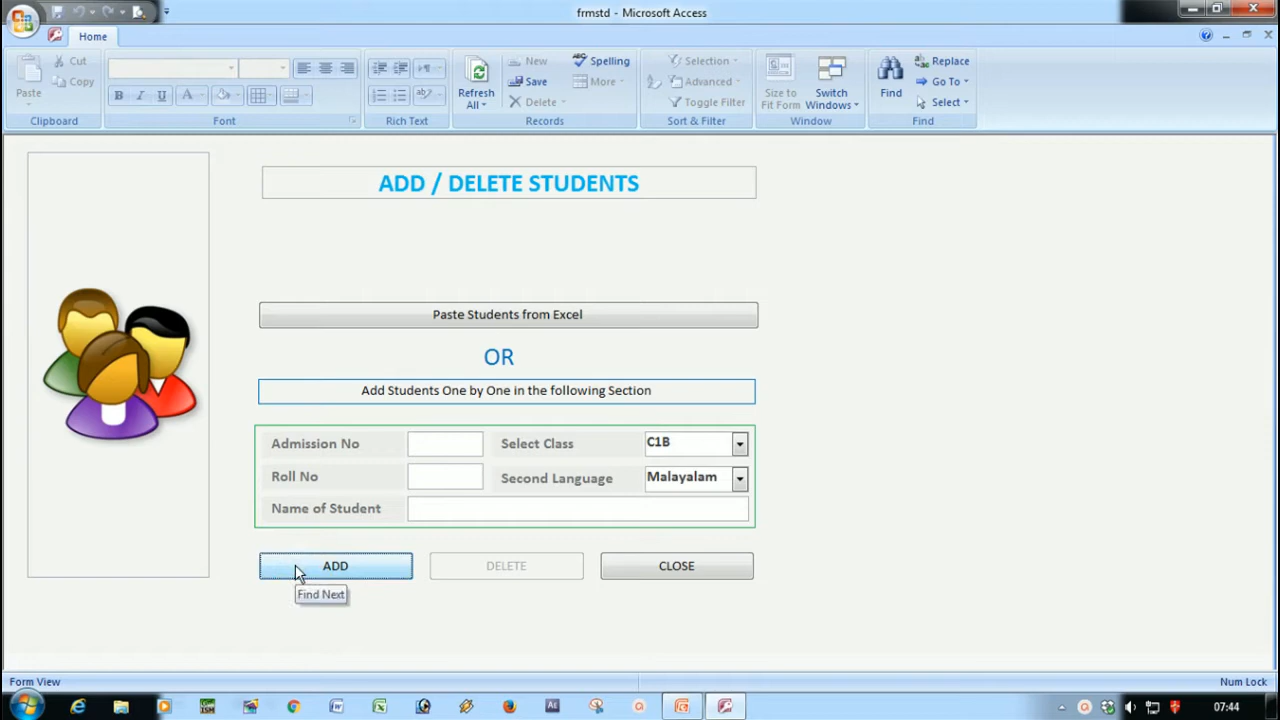 frmstd - Microsoft Access
Home
Paste
Cut
Copy
Clipboard
B I U A
Font
Rich Text
Refresh
All
New
Save
Delete
Spelling
More
Records
Selection
Advanced
Toggle Filter
Sort & Filter
Size to
Fit Form
Switch
Windows
Window
Find
Replace
Go To
Select
Find
ADD / DELETE STUDENTS
Paste Students from Excel
OR
Add Students One by One in the following Section
Admission No
Select Class
C1B
Roll No
Second Language
Malayalam
Name of Student
ADD
DELETE
CLOSE
Find Next
Form View
Num Lock
07:44